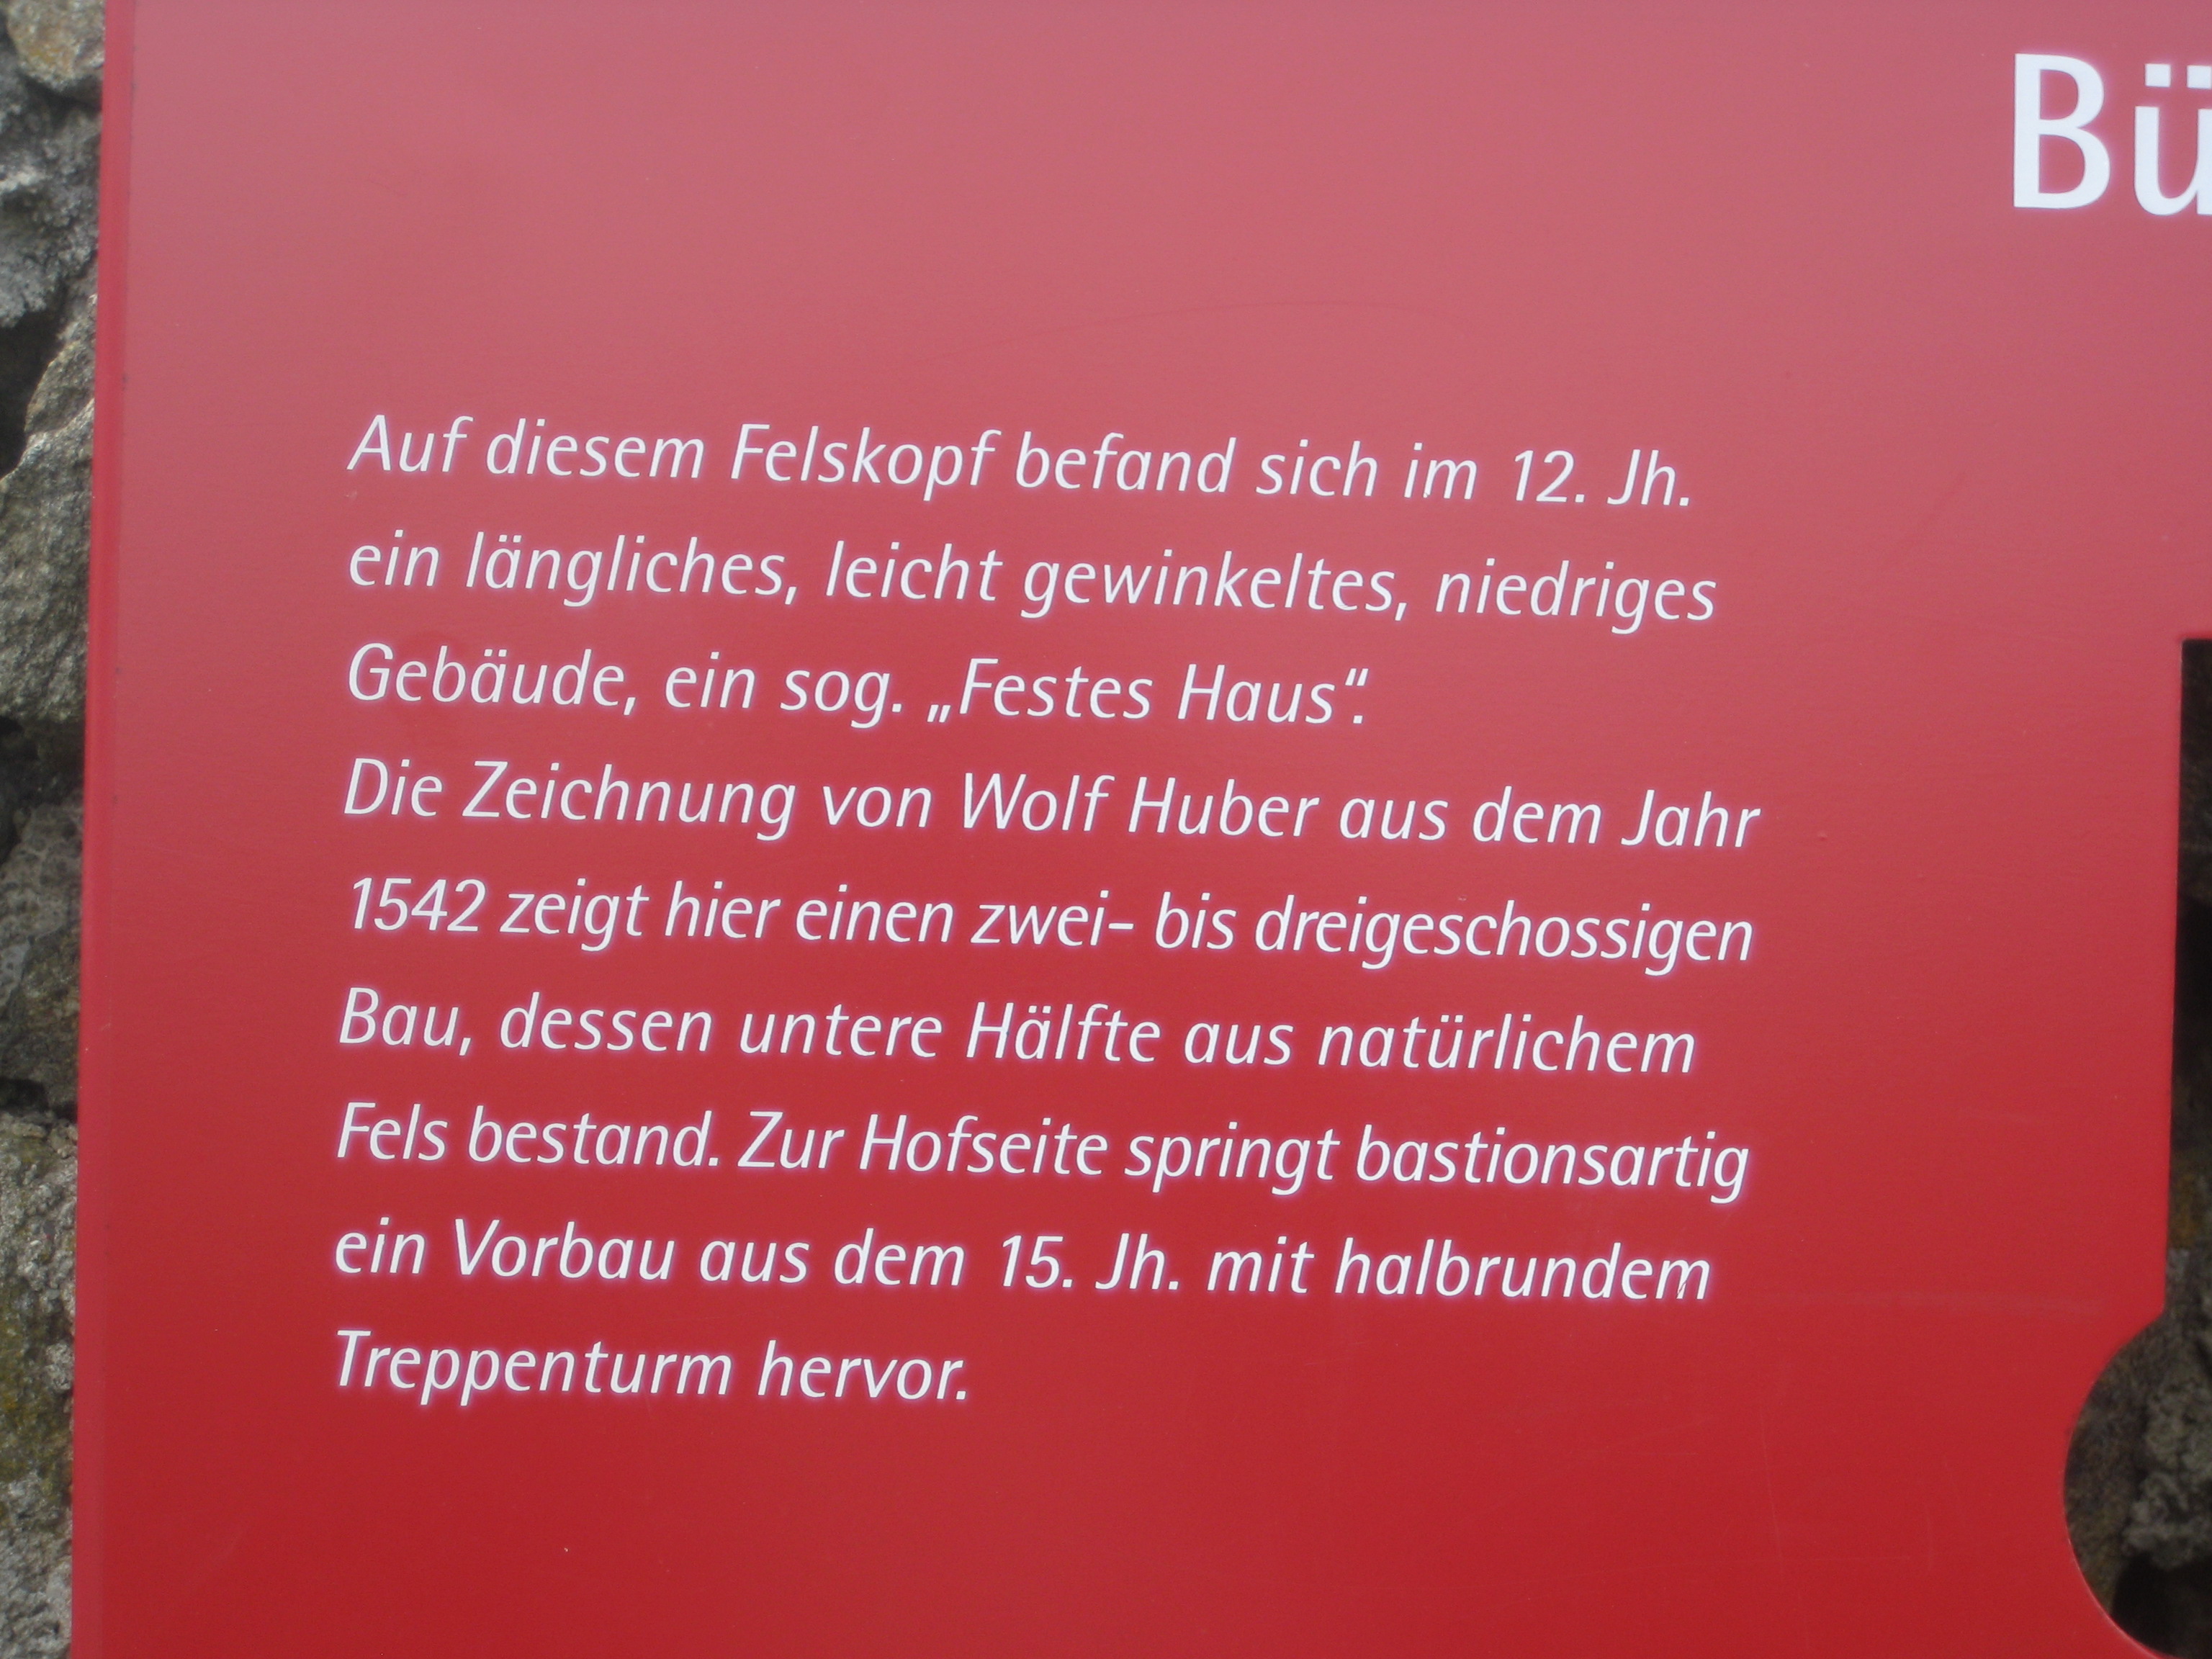 Bü
Auf diesem Felskopf befand sich im 12. Jh.
ein längliches, leicht gewinkeltes, niedriges
Gebäude, ein sog. „Festes Haus“.
Die Zeichnung von Wolf Huber aus dem Jahr
1542 zeigt hier einen zwei- bis dreigeschossigen
Bau, dessen untere Hälfte aus natürlichem
Fels bestand. Zur Hofseite springt bastionsartig
ein Vorbau aus dem 15. Jh. mit halbrundem
Treppenturm hervor.